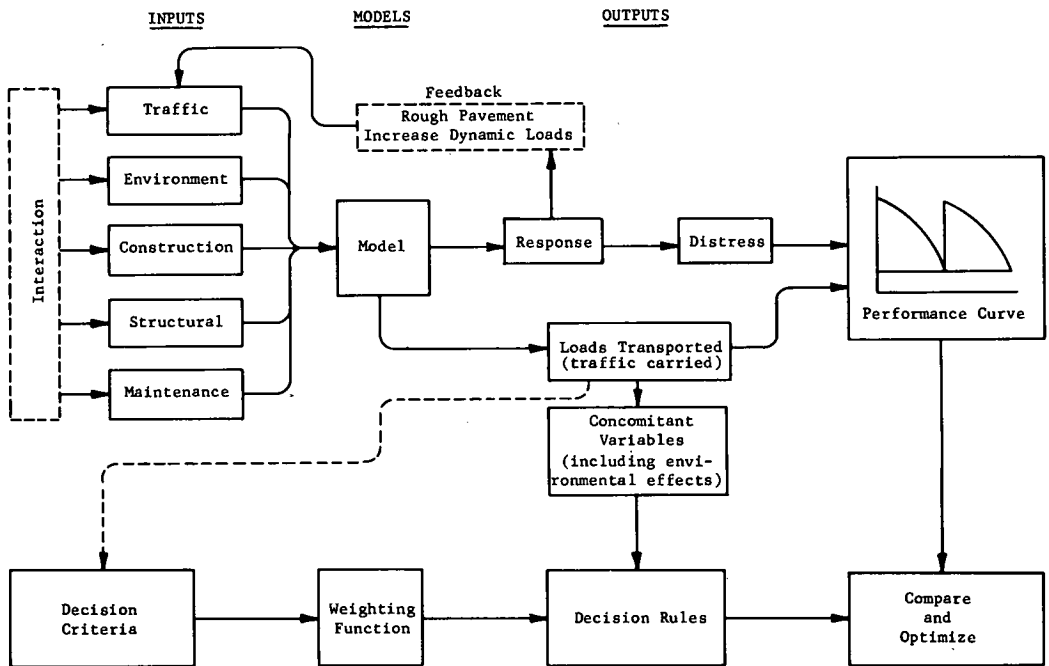 INPUTS
MODELS
OUTPUTS
Feedback
Rough Pavement
Increase Dynamic Loads
Interaction
Traffic
Environment
Construction
Structural
Maintenance
Model
Response
Distress
Performance Curve
Loads Transported
(traffic carried)
Concomitant
Variables
(including envi-
ronmental effects)
Decision
Criteria
Weighting
Function
Decision Rules
Compare
and
Optimize